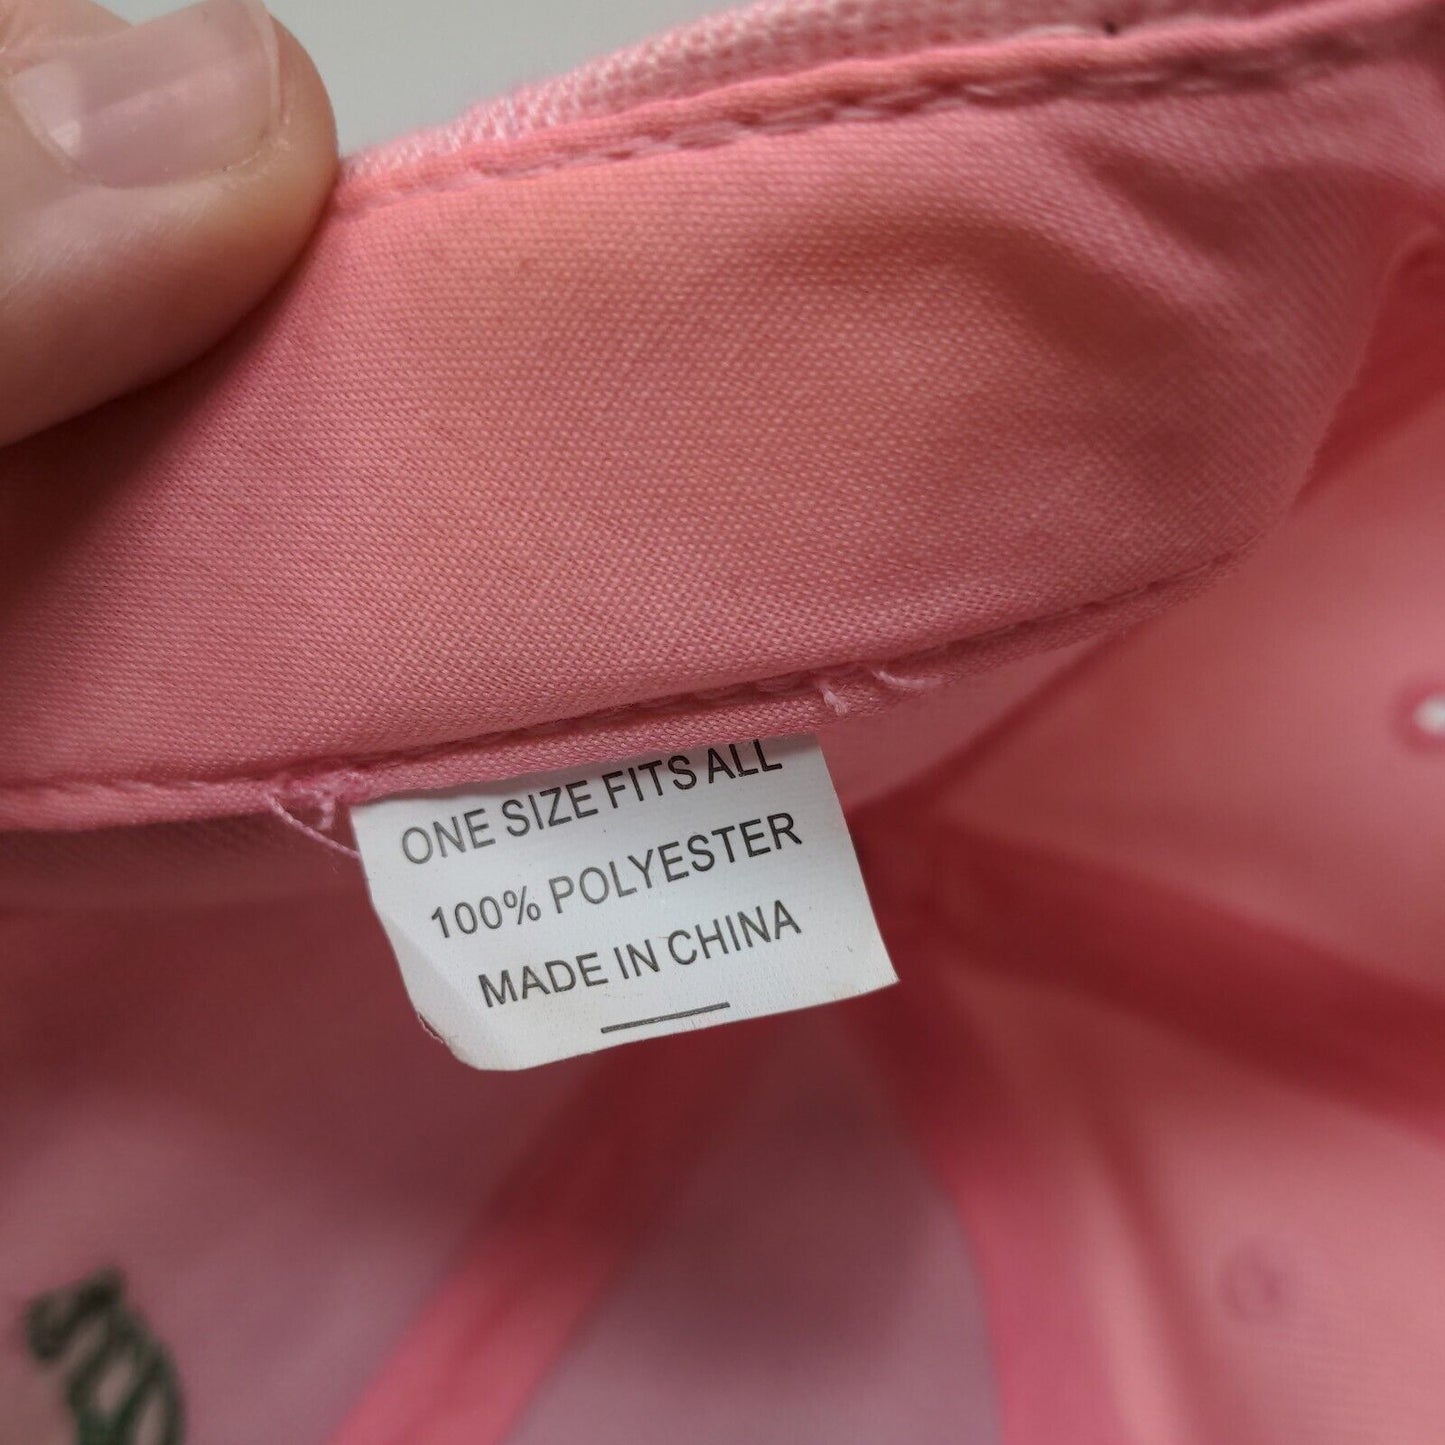 ONE SIZE FITS ALL
100% POLYESTER
MADE IN CHINA